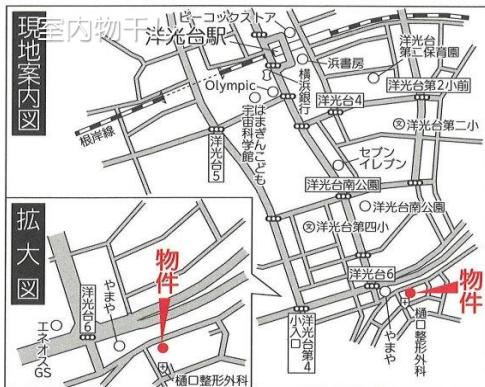 現地案内図
室内物干し
ピーコックストア
洋光台駅
浜書房
洋光台
第二保育園
Olympic
横浜銀行
洋光台4
洋光台第2小前
はまぎんこども
宇宙科学館
根岸線
洋光台5
洋光台第二小
セブン
イレブン
洋光台南公園
洋光台南公園
洋光台第四小
洋光台6
物件
洋光台第4
小入口
やまや
樋口整形外科
拡大図
物件
やまや
洋光台6
エネオスGS
樋口整形外科